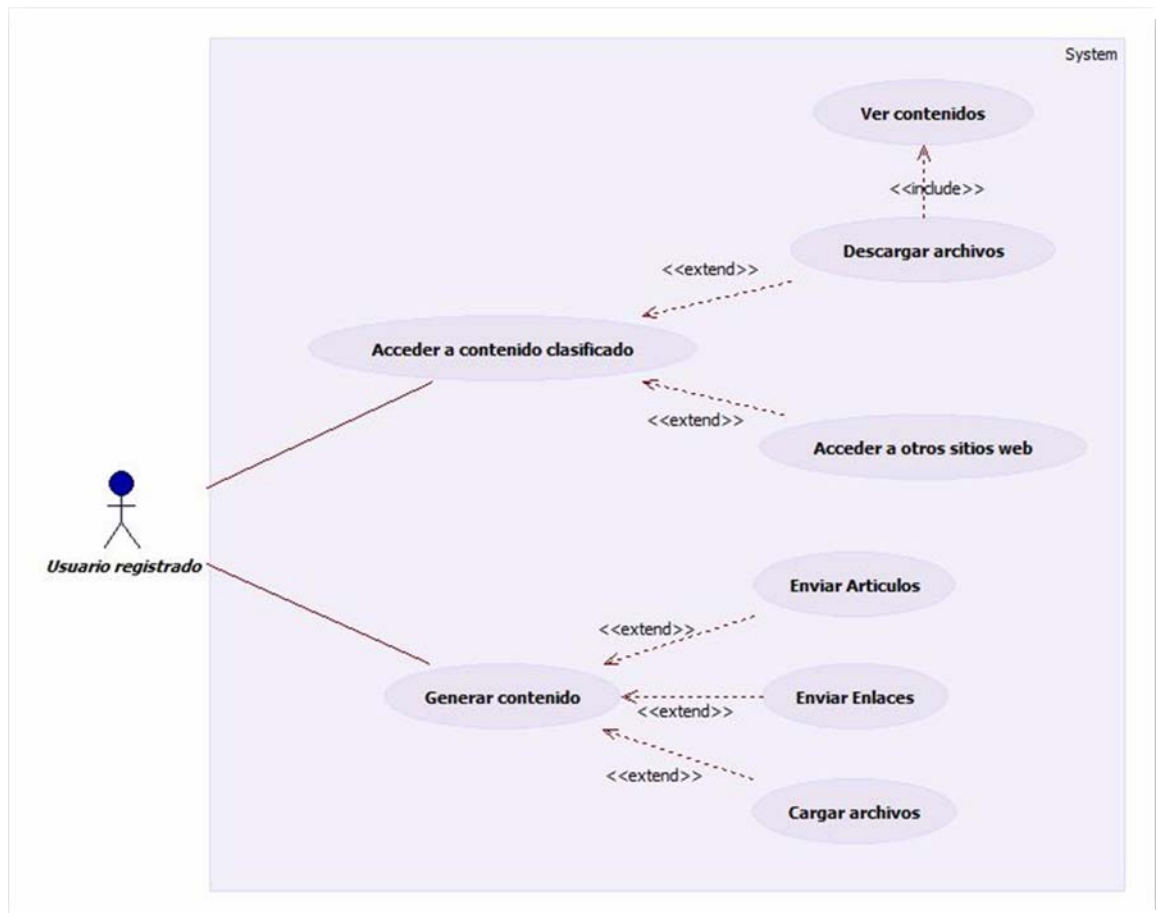 System
Ver contenidos
<<include>>
Descargar archivos
<<extend>>
Acceder a contenido clasificado
<<extend>>
Acceder a otros sitios web
Usuario registrado
Enviar Articulos
<<extend>>
Generar contenido
Enviar Enlaces
<<extend>>
<<extend>>
Cargar archivos